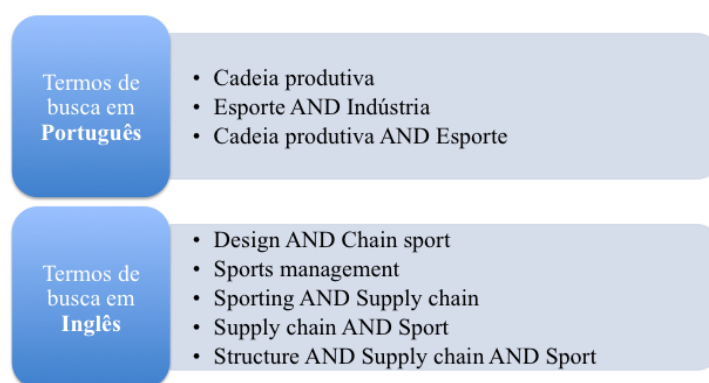 Termos de
busca em
Português
• Cadeia produtiva
• Esporte AND Indústria
• Cadeia produtiva AND Esporte
Termos de
busca em
Inglês
• Design AND Chain sport
• Sports management
• Sporting AND Supply chain
• Supply chain AND Sport
• Structure AND Supply chain AND Sport